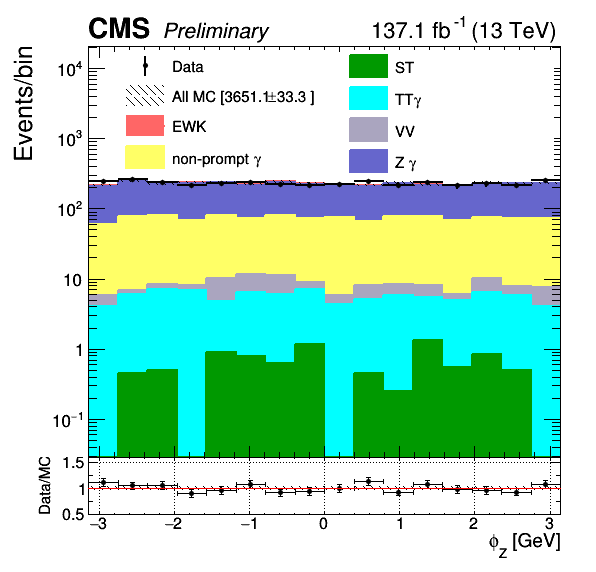 CMS Preliminary 137.1 fb⁻¹ (13 TeV)
Events/bin
Data
All MC [3651.1±33.3 ]
EWK
non-prompt γ
ST
TTγ
VV
Z γ
10⁴
10³
10²
10
1
10⁻¹
Data/MC
1.5
1
0.5
−3 −2 −1 0 1 2 3
ϕ_Z [GeV]